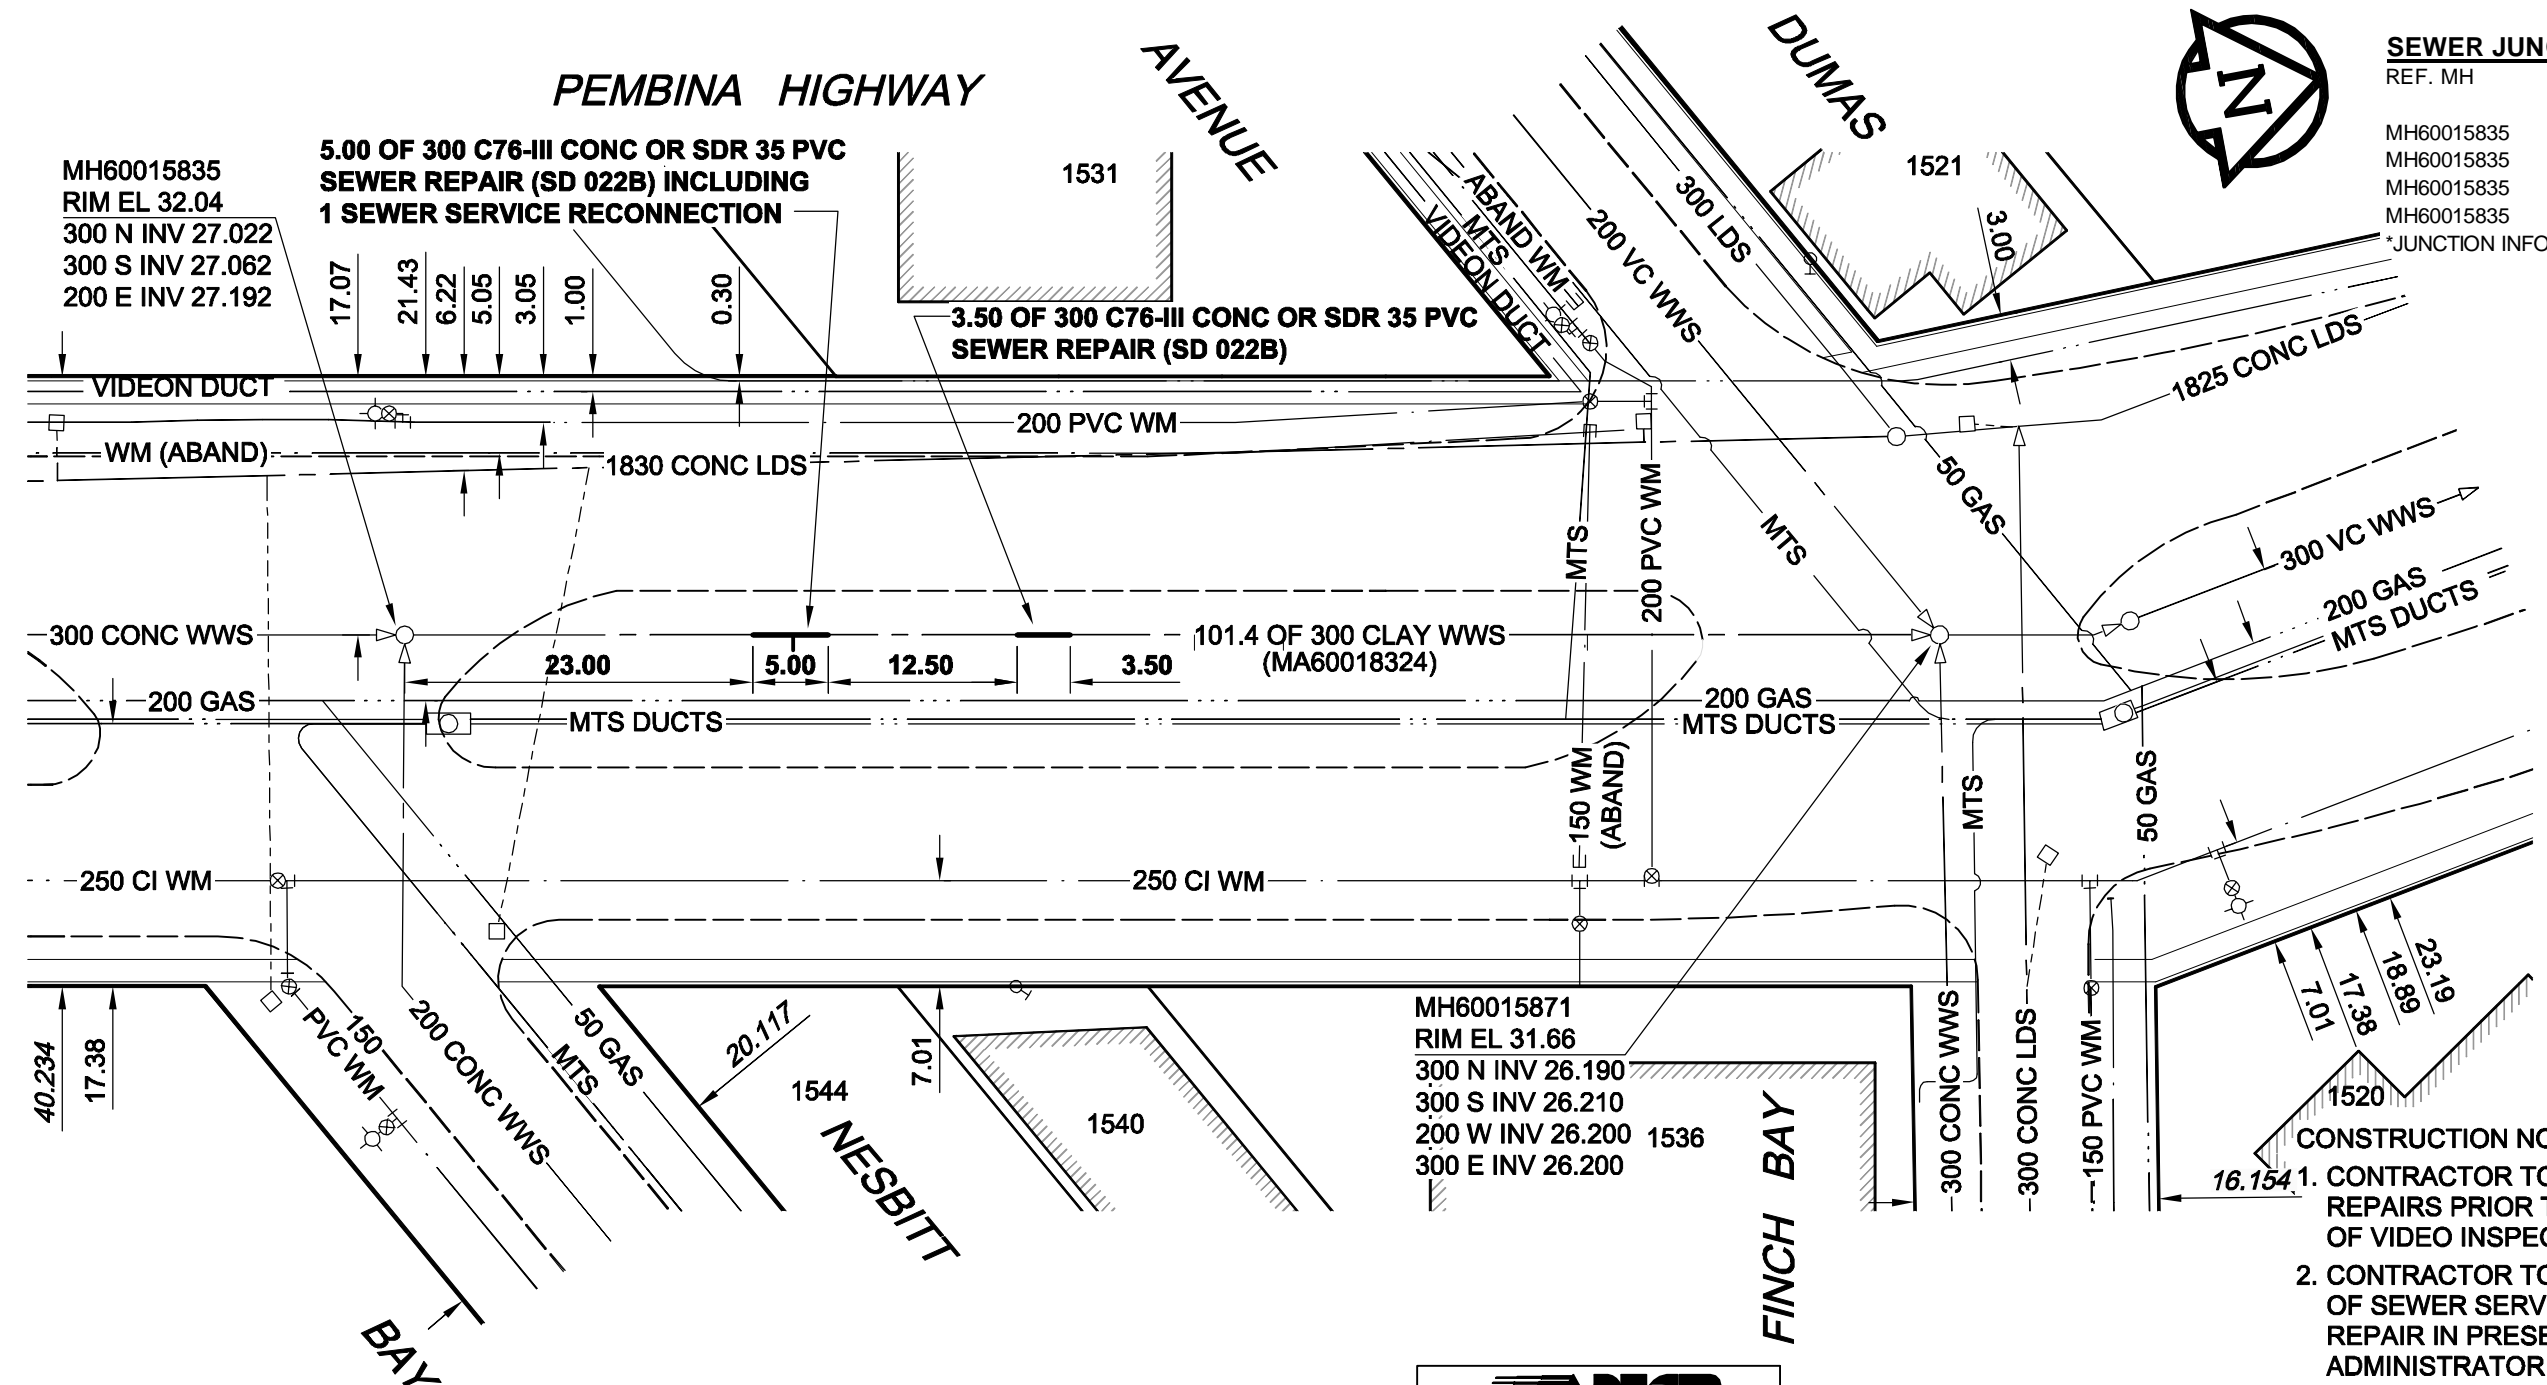 PEMBINA HIGHWAY
AVENUE
DUMAS
N
SEWER JUN
REF. MH
MH60015835
MH60015835
MH60015835
MH60015835
*JUNCTION INFO
MH60015835
RIM EL 32.04
300 N INV 27.022
300 S INV 27.062
200 E INV 27.192
5.00 OF 300 C76-III CONC OR SDR 35 PVC
SEWER REPAIR (SD 022B) INCLUDING
1 SEWER SERVICE RECONNECTION
1531
1521
3.00
17.07
21.43
6.22
5.05
3.05
1.00
0.30
3.50 OF 300 C76-III CONC OR SDR 35 PVC
SEWER REPAIR (SD 022B)
ABAND WM
MTS
VIDEON DUCT
200 VC WWS
300 LDS
VIDEON DUCT
200 PVC WM
WM (ABAND)
1830 CONC LDS
1825 CONC LDS
MTS
200 PVC WM
MTS
50 GAS
300 VC WWS
200 GAS
MTS DUCTS
300 CONC WWS
101.4 OF 300 CLAY WWS
(MA60018324)
23.00
5.00
12.50
3.50
200 GAS
200 GAS
MTS DUCTS
MTS DUCTS
150 WM
(ABAND)
MTS
50 GAS
250 CI WM
250 CI WM
40.234
17.38
150
PVC WM
200 CONC WWS
MTS
50 GAS
20.117
1544
7.01
1540
NESBITT
BAY
MH60015871
RIM EL 31.66
300 N INV 26.190
300 S INV 26.210
200 W INV 26.200
300 E INV 26.200
1536
FINCH BAY
300 CONC WWS
300 CONC LDS
150 PVC WM
7.01
17.38
18.89
23.19
1520
16.154
CONSTRUCTION NO
1. CONTRACTOR TO
REPAIRS PRIOR T
OF VIDEO INSPEC
2. CONTRACTOR TO
OF SEWER SERV
REPAIR IN PRESE
ADMINISTRATOR